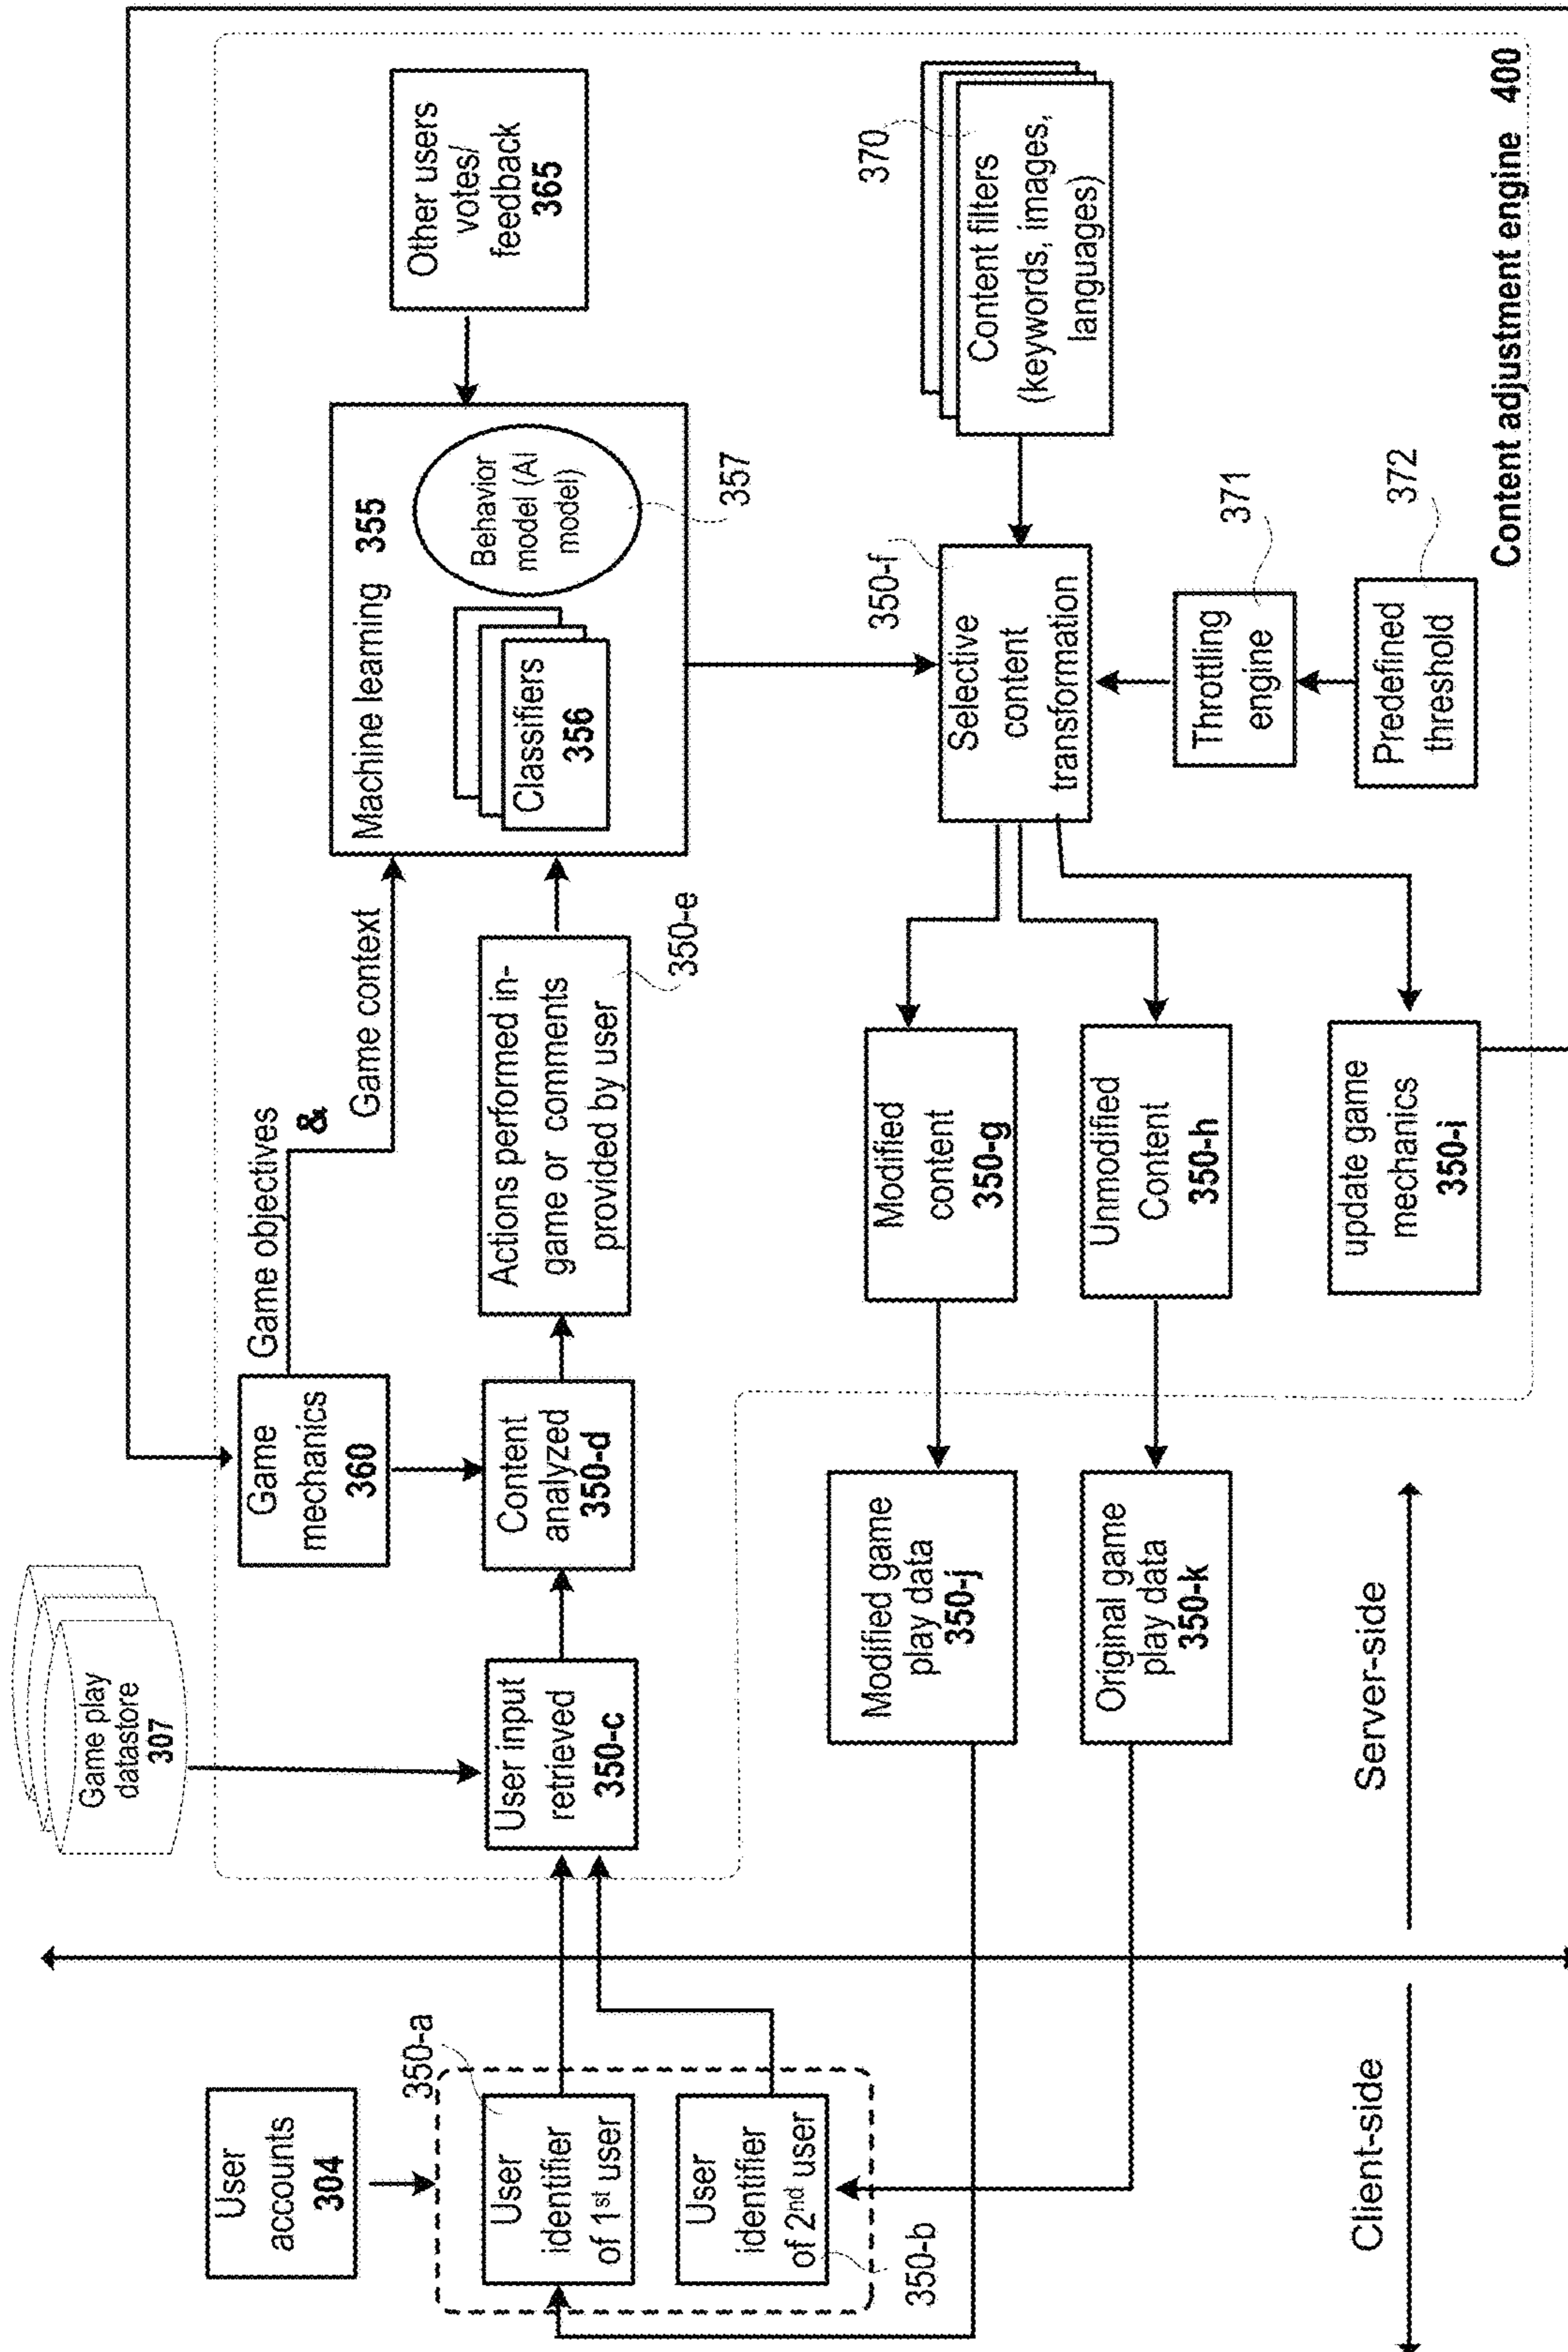 User
accounts
304
350-a
User
identifier
of 1st user
User
identifier
of 2nd user
350-b
Client-side
Server-side
Game play
datastore
307
User input
retrieved
350-c
Game
mechanics
360
Content
analyzed
350-d
Game objectives
&
Game context
Actions performed in-
game or comments
provided by user
350-e
Machine learning 355
Classifiers
356
Behavior
model (AI
model)
357
Other users
votes/
feedback
365
Content filters
(keywords, images,
languages)
370
Selective
content
transformation
350-f
Throttling
engine
371
Predefined
threshold
372
Modified
content
350-g
Unmodified
Content
350-h
update game
mechanics
350-i
Modified game
play data
350-j
Original game
play data
350-k
Content adjustment engine 400